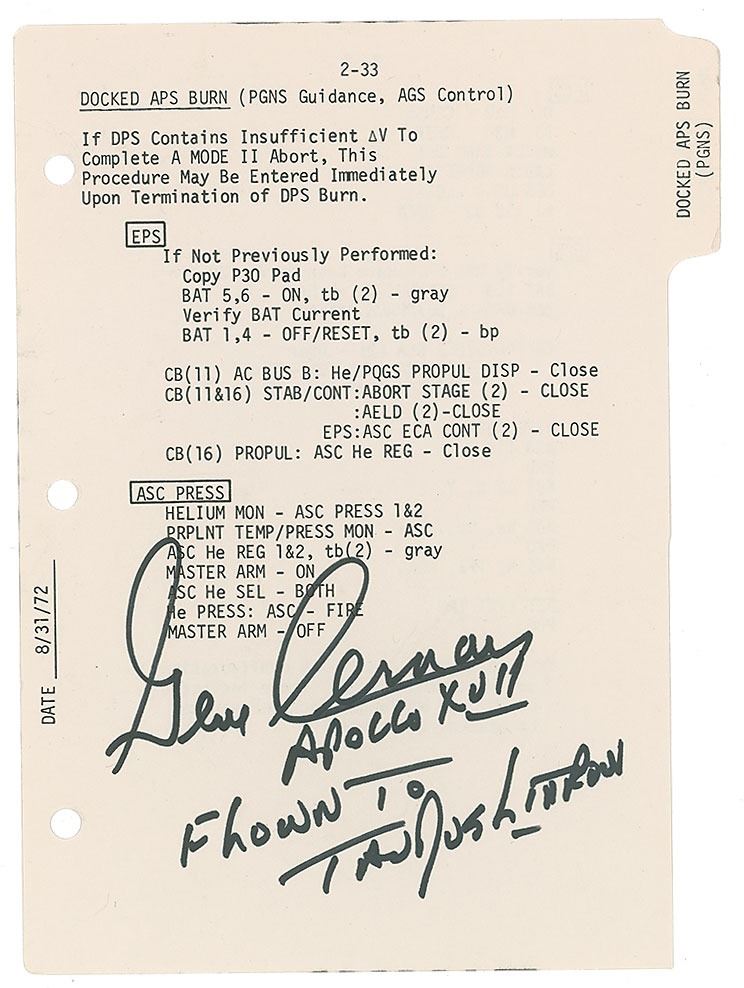 2-33
DOCKED APS BURN (PGNS Guidance, AGS Control)
If DPS Contains Insufficient ΔV To
Complete A MODE II Abort, This
Procedure May Be Entered Immediately
Upon Termination of DPS Burn.
EPS
If Not Previously Performed:
Copy P30 Pad
BAT 5,6 - ON, tb (2) - gray
Verify BAT Current
BAT 1,4 - OFF/RESET, tb (2) - bp
CB(11) AC BUS B: He/PQGS PROPUL DISP - Close
CB(11&16) STAB/CONT:ABORT STAGE (2) - CLOSE
:AELD (2)-CLOSE
EPS:ASC ECA CONT (2) - CLOSE
CB(16) PROPUL: ASC He REG - Close
ASC PRESS
HELIUM MON - ASC PRESS 1&2
PRPLNT TEMP/PRESS MON - ASC
ASC He REG 1&2, tb(2) - gray
MASTER ARM - ON
ASC He SEL - BOTH
He PRESS: ASC - FIRE
MASTER ARM - OFF
Gene Cernan
APOLLO XVII
FLOWN TO
TAURUS LITTROW
DATE 8/31/72
DOCKED APS BURN
(PGNS)